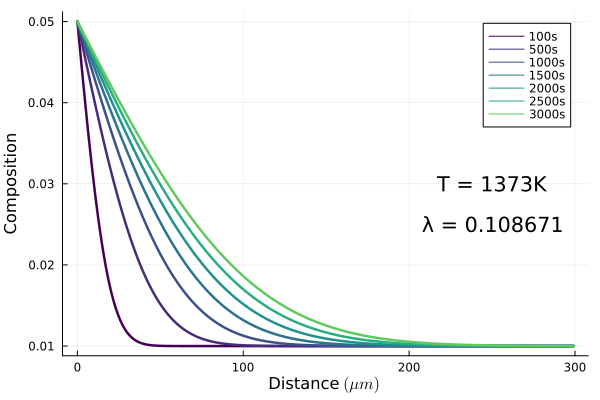 0.05
0.04
0.03
0.02
0.01
Composition
0
100
200
300
Distance (μm)
100s
500s
1000s
1500s
2000s
2500s
3000s
T = 1373K
λ = 0.108671